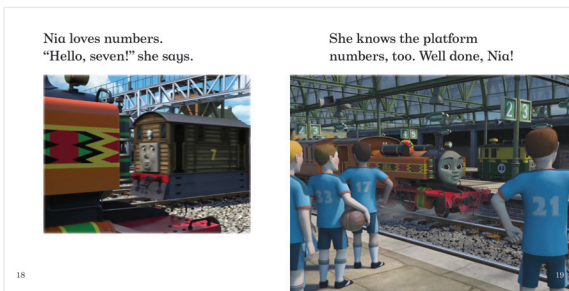 Nia loves numbers.
“Hello, seven!” she says.
7
18
She knows the platform
numbers, too. Well done, Nia!
2 3
13
17
21
19